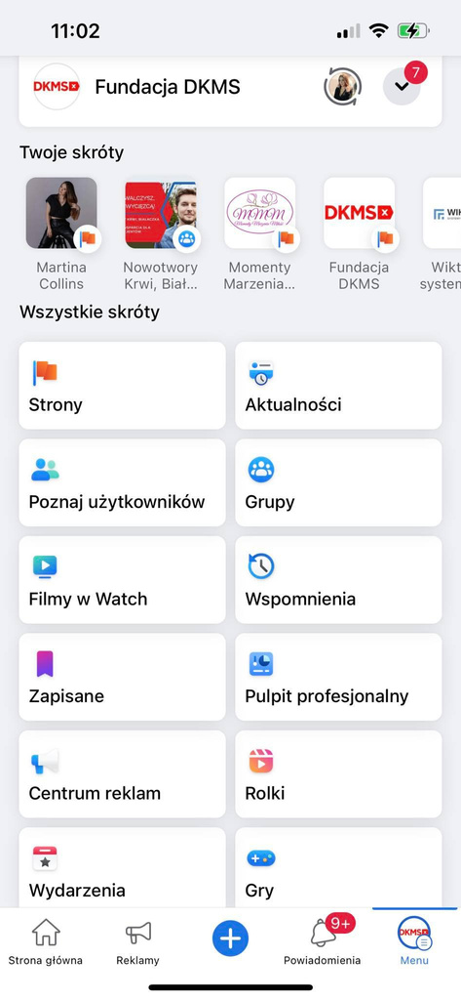 11:02
DKMS
Fundacja DKMS
7
Twoje skróty
WALCZYSZ,
Martina
Collins
Nowotwory
Krwi, Biał...
MMM
Momenty
Marzenia...
DKMS
Fundacja
DKMS
WIK
Wikt
system
Wszystkie skróty
Strony
Aktualności
Poznaj użytkowników
Grupy
Filmy w Watch
Wspomnienia
Zapisane
Pulpit profesjonalny
Centrum reklam
Rolki
Wydarzenia
Gry
Strona główna
Reklamy
9+
Powiadomienia
DKMS
Menu